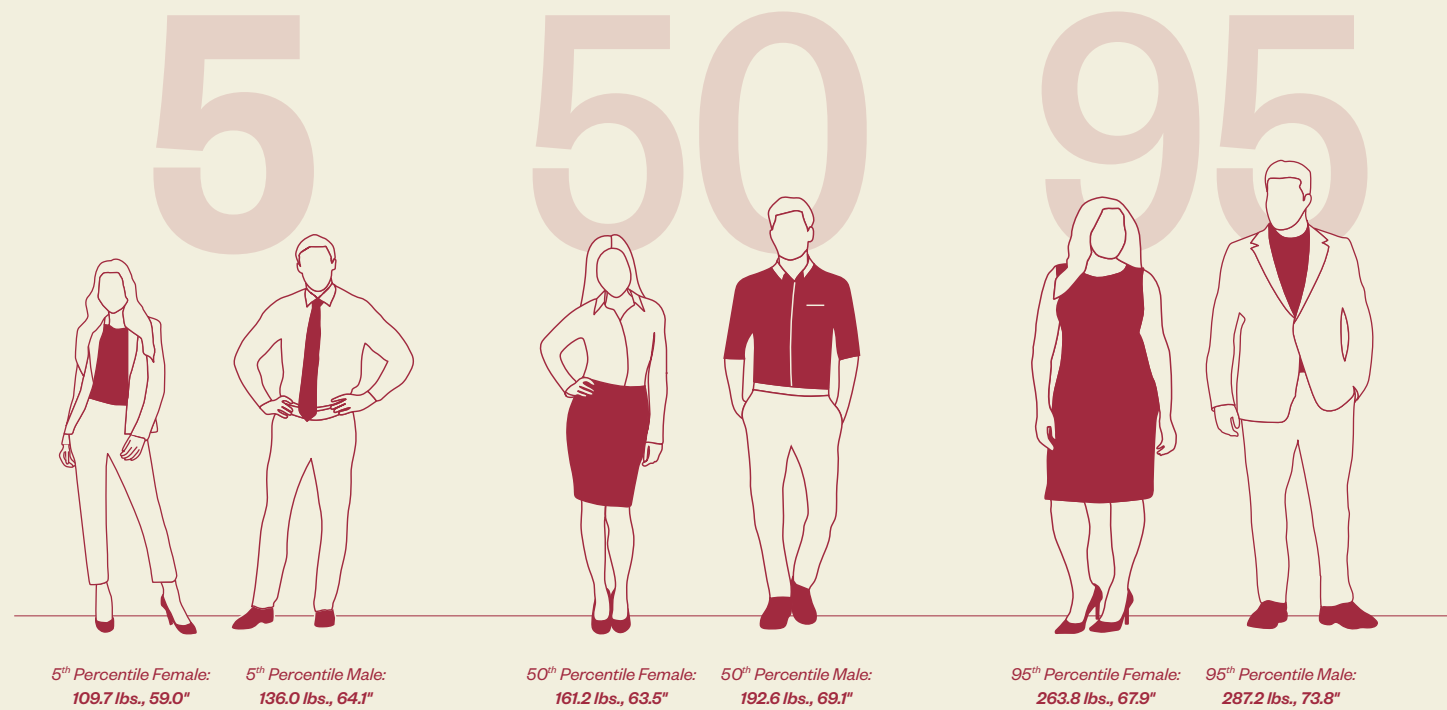 5
50
95
5th Percentile Female:
109.7 lbs., 59.0"
5th Percentile Male:
136.0 lbs., 64.1"
50th Percentile Female:
161.2 lbs., 63.5"
50th Percentile Male:
192.6 lbs., 69.1"
95th Percentile Female:
263.8 lbs., 67.9"
95th Percentile Male:
287.2 lbs., 73.8"